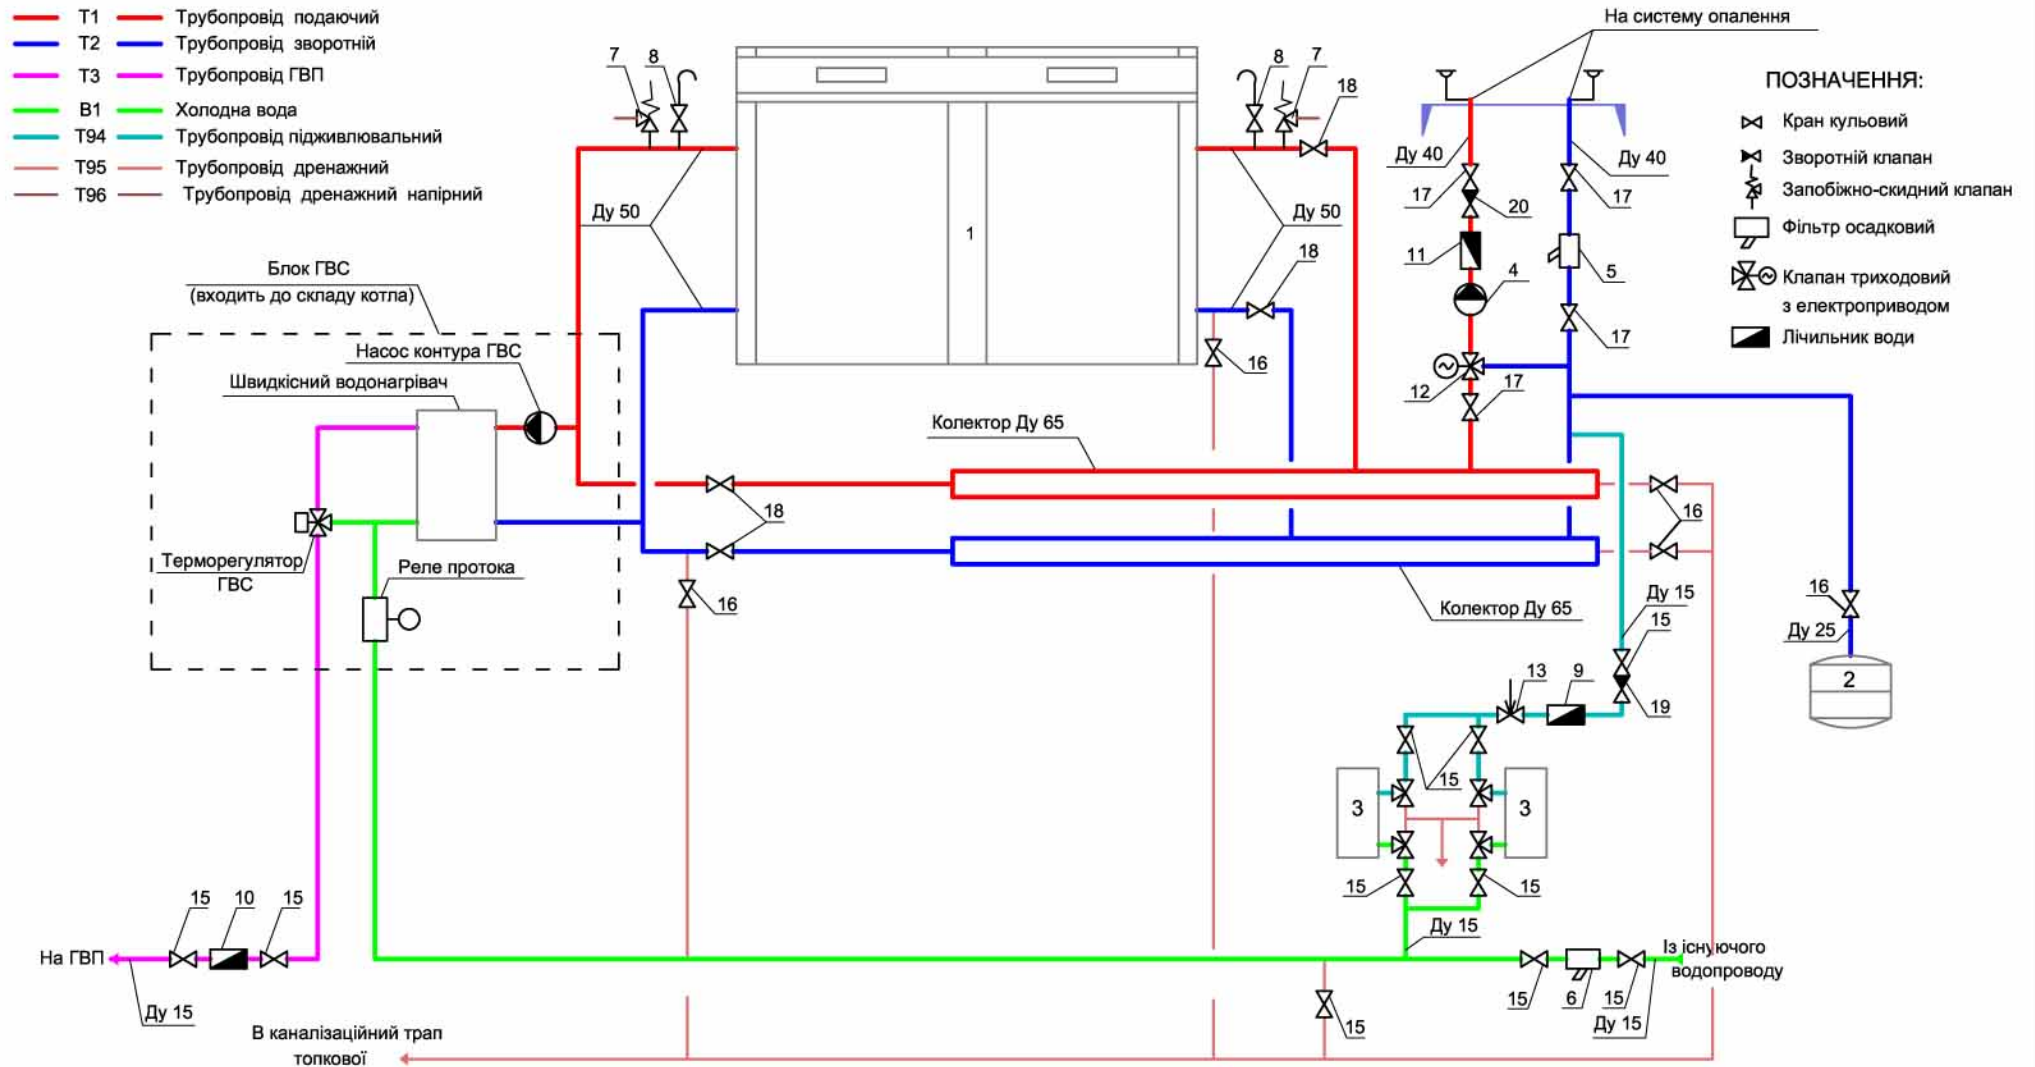 Т1 Трубопровід подаючий
Т2 Трубопровід зворотній
Т3 Трубопровід ГВП
В1 Холодна вода
Т94 Трубопровід підживлювальний
Т95 Трубопровід дренажний
Т96 Трубопровід дренажний напірний
На систему опалення
ПОЗНАЧЕННЯ:
Кран кульовий
Зворотній клапан
Запобіжно-скидний клапан
Фільтр осадковий
Клапан триходовий
з електроприводом
Лічильник води
7
8
8
7
18
Ду 50
1
Ду 50
18
16
Ду 40
Ду 40
17
20
17
11
4
5
17
12
17
Блок ГВС
(входить до складу котла)
Насос контура ГВС
Швидкісний водонагрівач
Терморегулятор
ГВС
Реле протока
Колектор Ду 65
18
16
16
Колектор Ду 65
Ду 15
15
16
Ду 25
2
13
9
19
15
3
3
15
15
Ду 15
15
10
15
На ГВП
Ду 15
Із існуючого
водопроводу
15
6
15
Ду 15
15
В каналізаційний трап
топкової